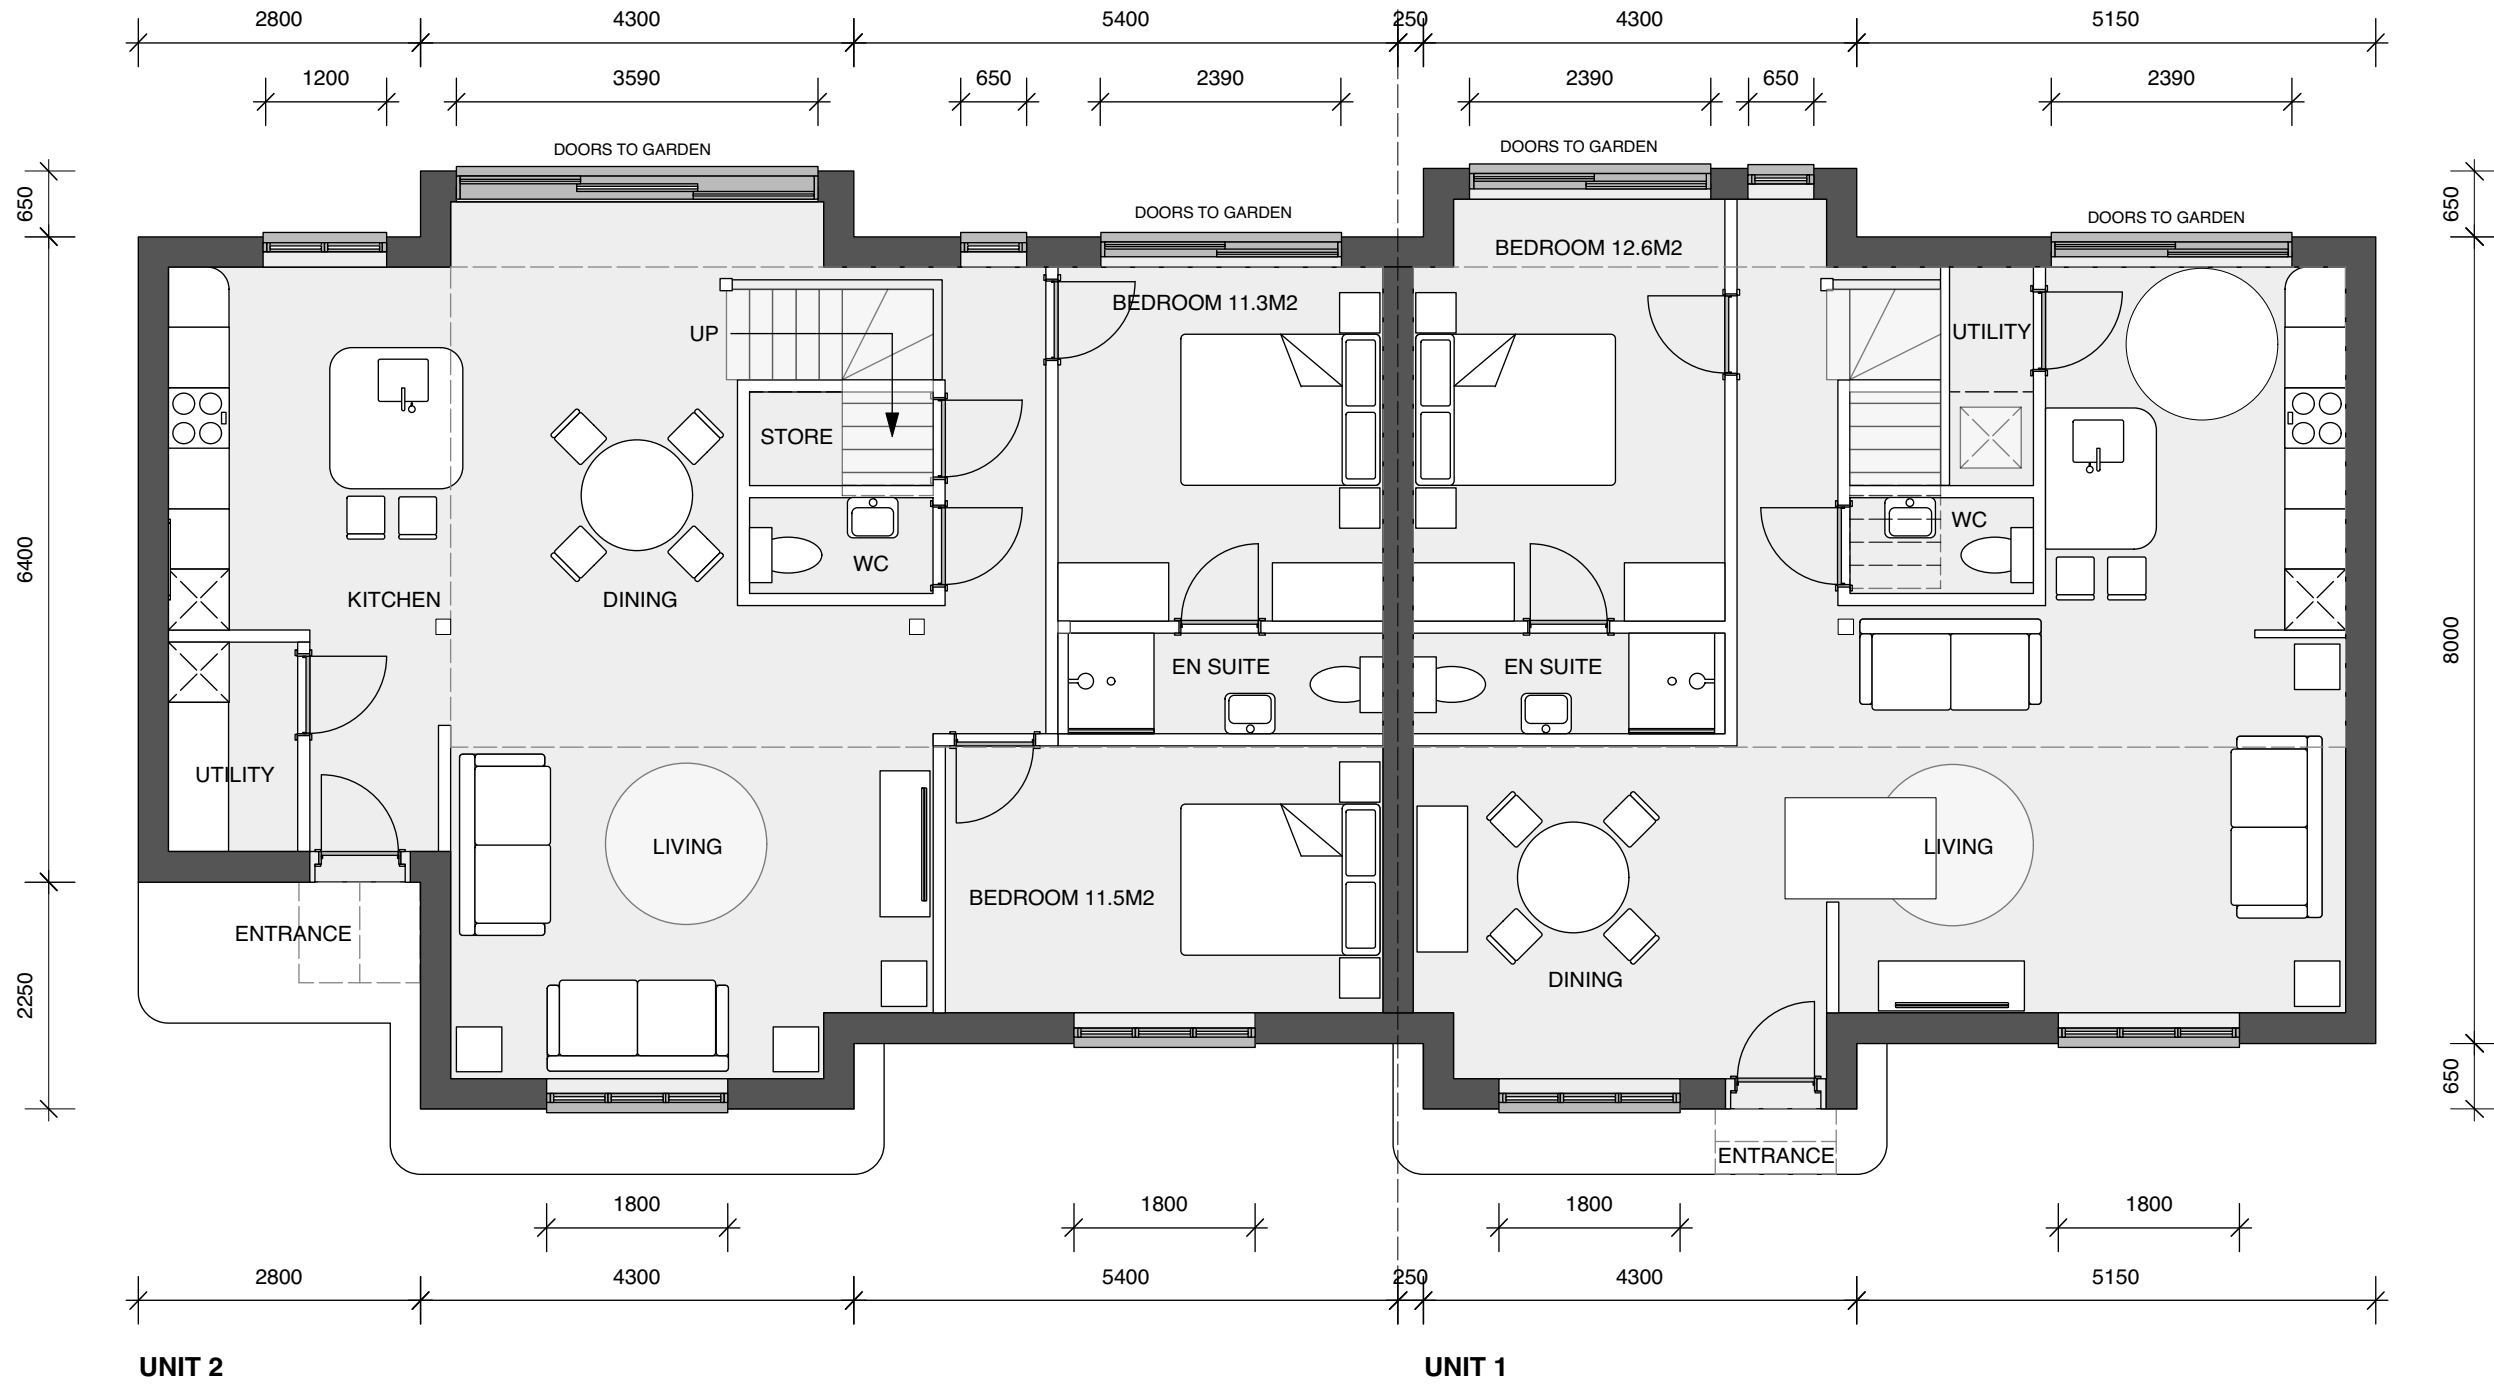 2800 4300 5400 250 4300 5150
1200 3590 650 2390 2390 650 2390
DOORS TO GARDEN
DOORS TO GARDEN
DOORS TO GARDEN
DOORS TO GARDEN
650
650
BEDROOM 12.6M2
BEDROOM 11.3M2
UP
UTILITY
STORE
WC
WC
6400
8000
KITCHEN
DINING
EN SUITE
EN SUITE
UTILITY
LIVING
LIVING
BEDROOM 11.5M2
ENTRANCE
DINING
2250
650
ENTRANCE
1800 1800 1800 1800
2800 4300 5400 250 4300 5150
UNIT 2
UNIT 1